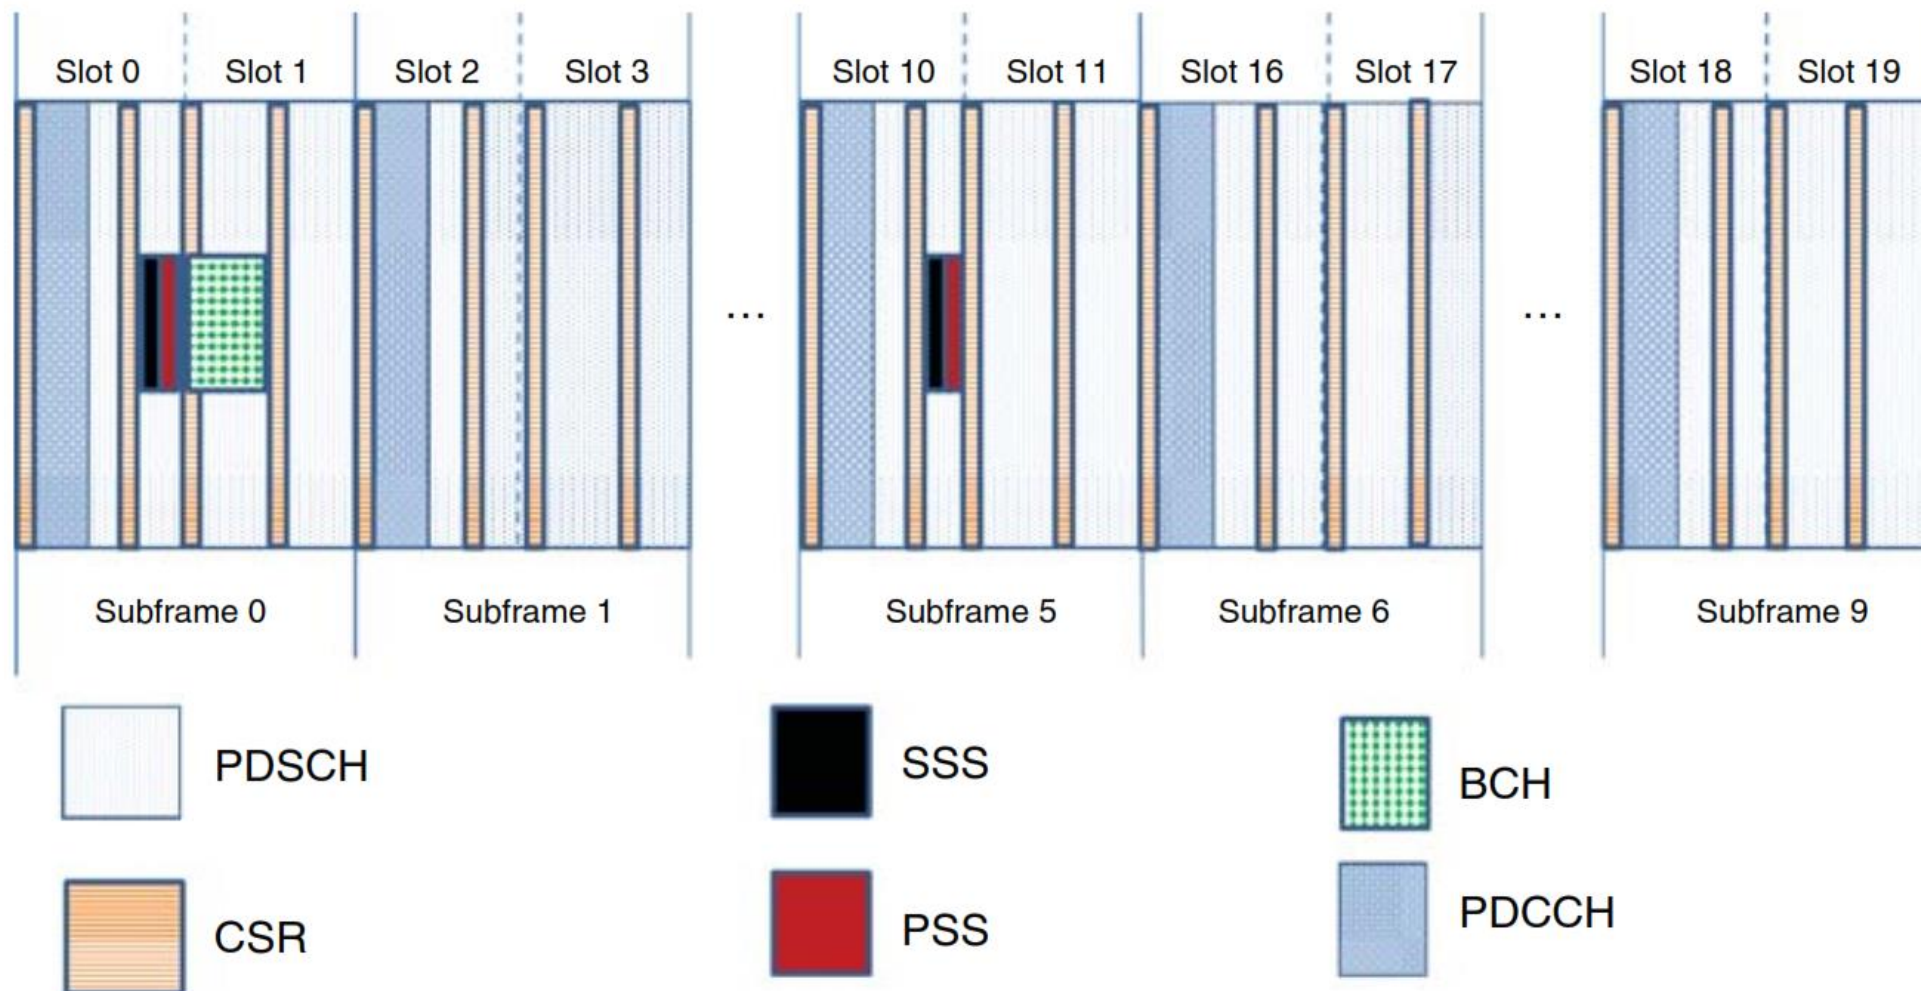 Slot 0 Slot 1 Slot 2 Slot 3 Slot 10 Slot 11 Slot 16 Slot 17 Slot 18 Slot 19
... ...
Subframe 0 Subframe 1 Subframe 5 Subframe 6 Subframe 9
PDSCH SSS BCH
CSR PSS PDCCH